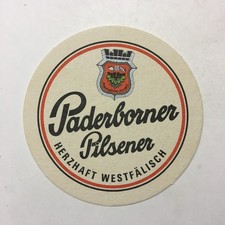 Paderborner
Pilsener
HERZHAFT WESTFÄLISCH